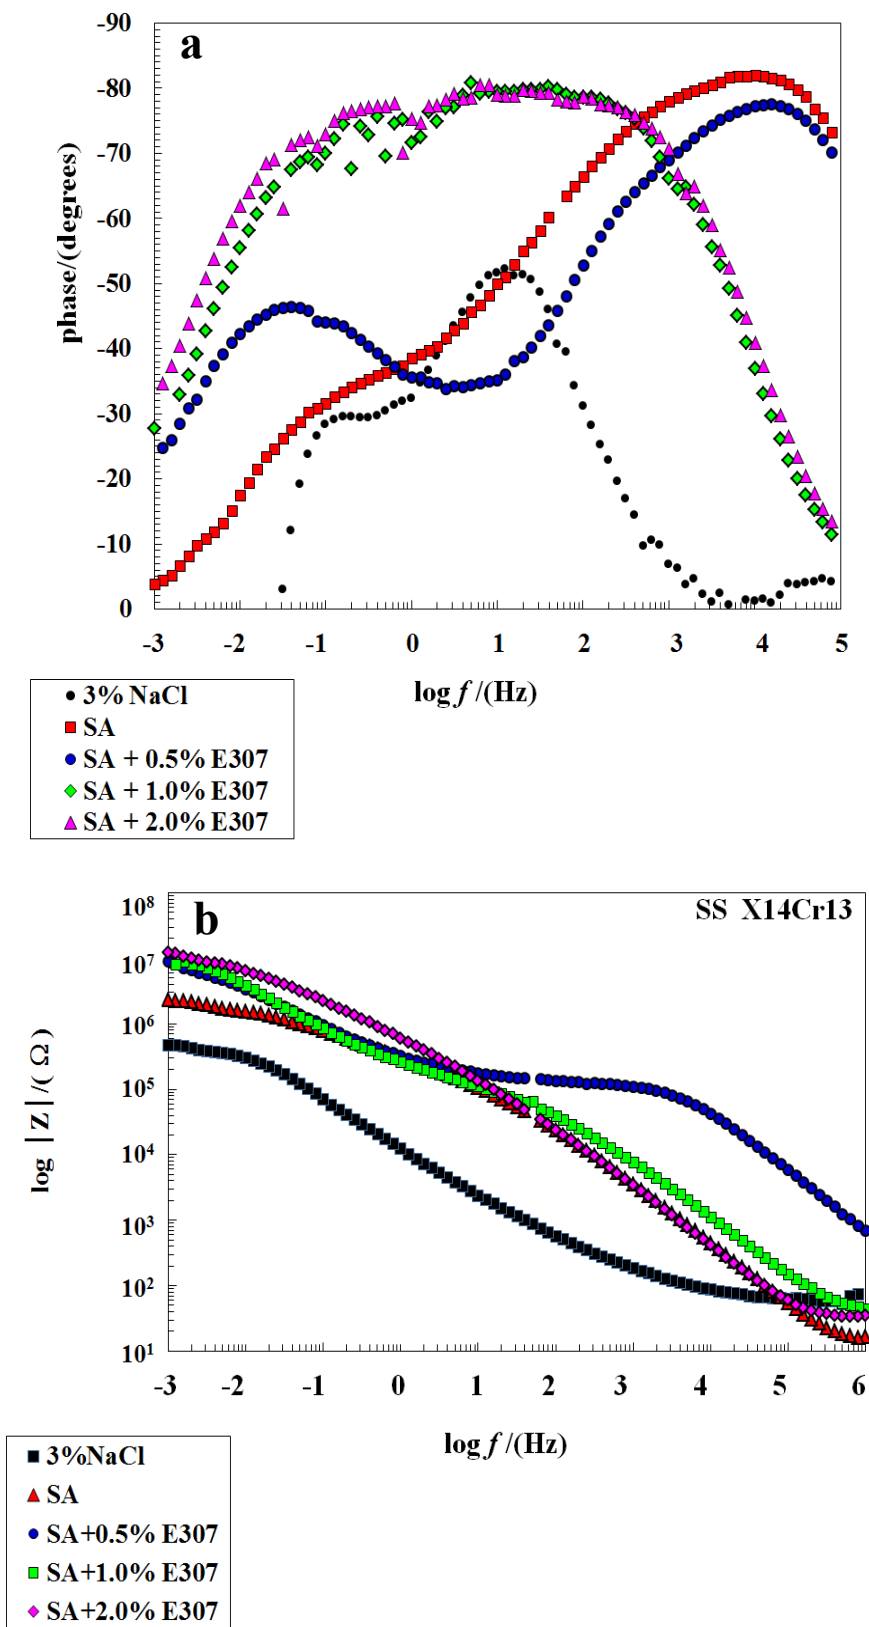 a
-90
-80
-70
-60
-50
-40
-30
-20
-10
0
phase/(degrees)
-3 -2 -1 0 1 2 3 4 5
log f /(Hz)
3% NaCl
SA
SA + 0.5% E307
SA + 1.0% E307
SA + 2.0% E307
b
SS X14Cr13
10⁸
10⁷
10⁶
10⁵
10⁴
10³
10²
10¹
log |Z| /(Ω)
-3 -2 -1 0 1 2 3 4 5 6
log f /(Hz)
3%NaCl
SA
SA+0.5% E307
SA+1.0% E307
SA+2.0% E307